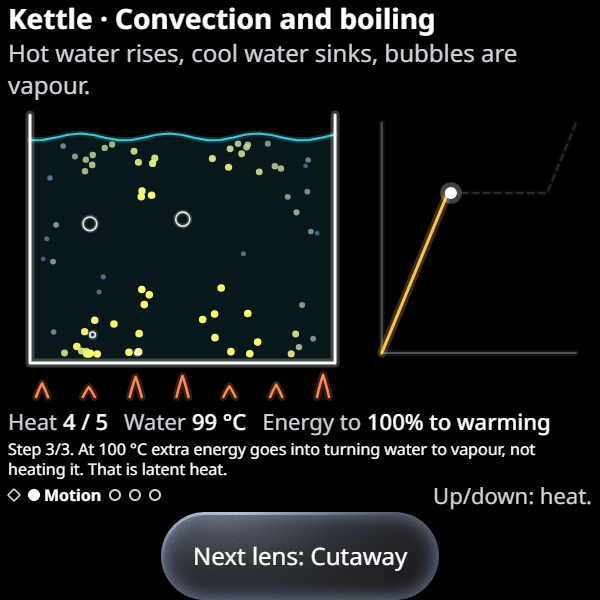 Kettle · Convection and boiling
Hot water rises, cool water sinks, bubbles are
vapour.
Heat 4 / 5 Water 99 °C Energy to 100% to warming
Step 3/3. At 100 °C extra energy goes into turning water to vapour, not
heating it. That is latent heat.
Motion
Up/down: heat.
Next lens: Cutaway